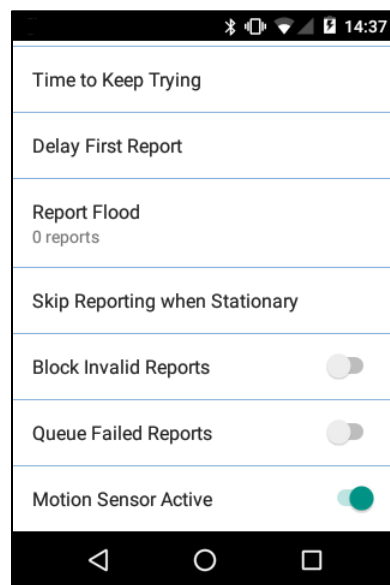 14:37
Time to Keep Trying
Delay First Report
Report Flood
0 reports
Skip Reporting when Stationary
Block Invalid Reports
Queue Failed Reports
Motion Sensor Active